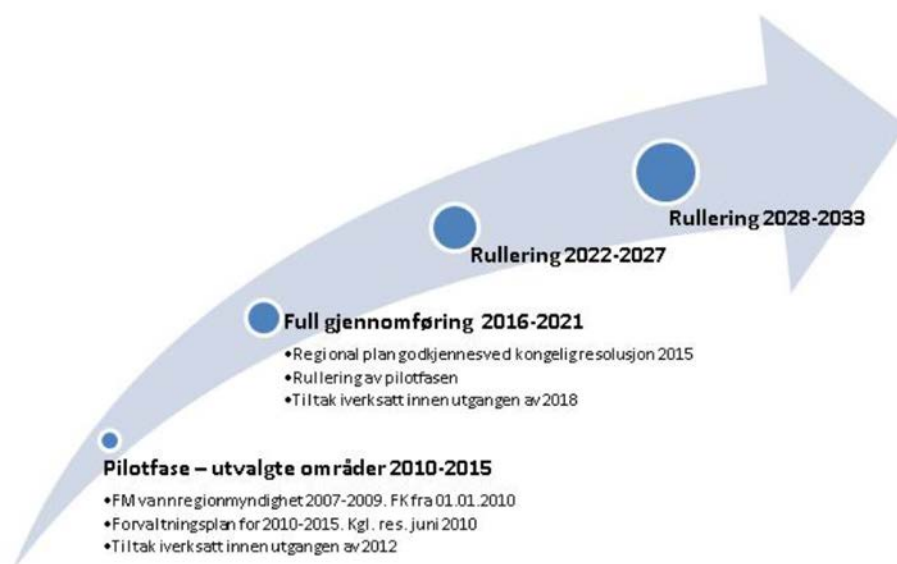 Rullering 2028-2033
Rullering 2022-2027
Full gjennomføring 2016-2021
•Regional plan godkjennesved kongelig resolusjon 2015
•Rullering av pilotfasen
•Tiltak iverksatt innen utgangen av 2018
Pilotfase – utvalgte områder 2010-2015
•FM vannregionmyndighet 2007-2009. FK fra 01.01.2010
•Forvaltningsplan for 2010-2015. Kgl. res. juni 2010
•Tiltak iverksatt innen utgangen av 2012